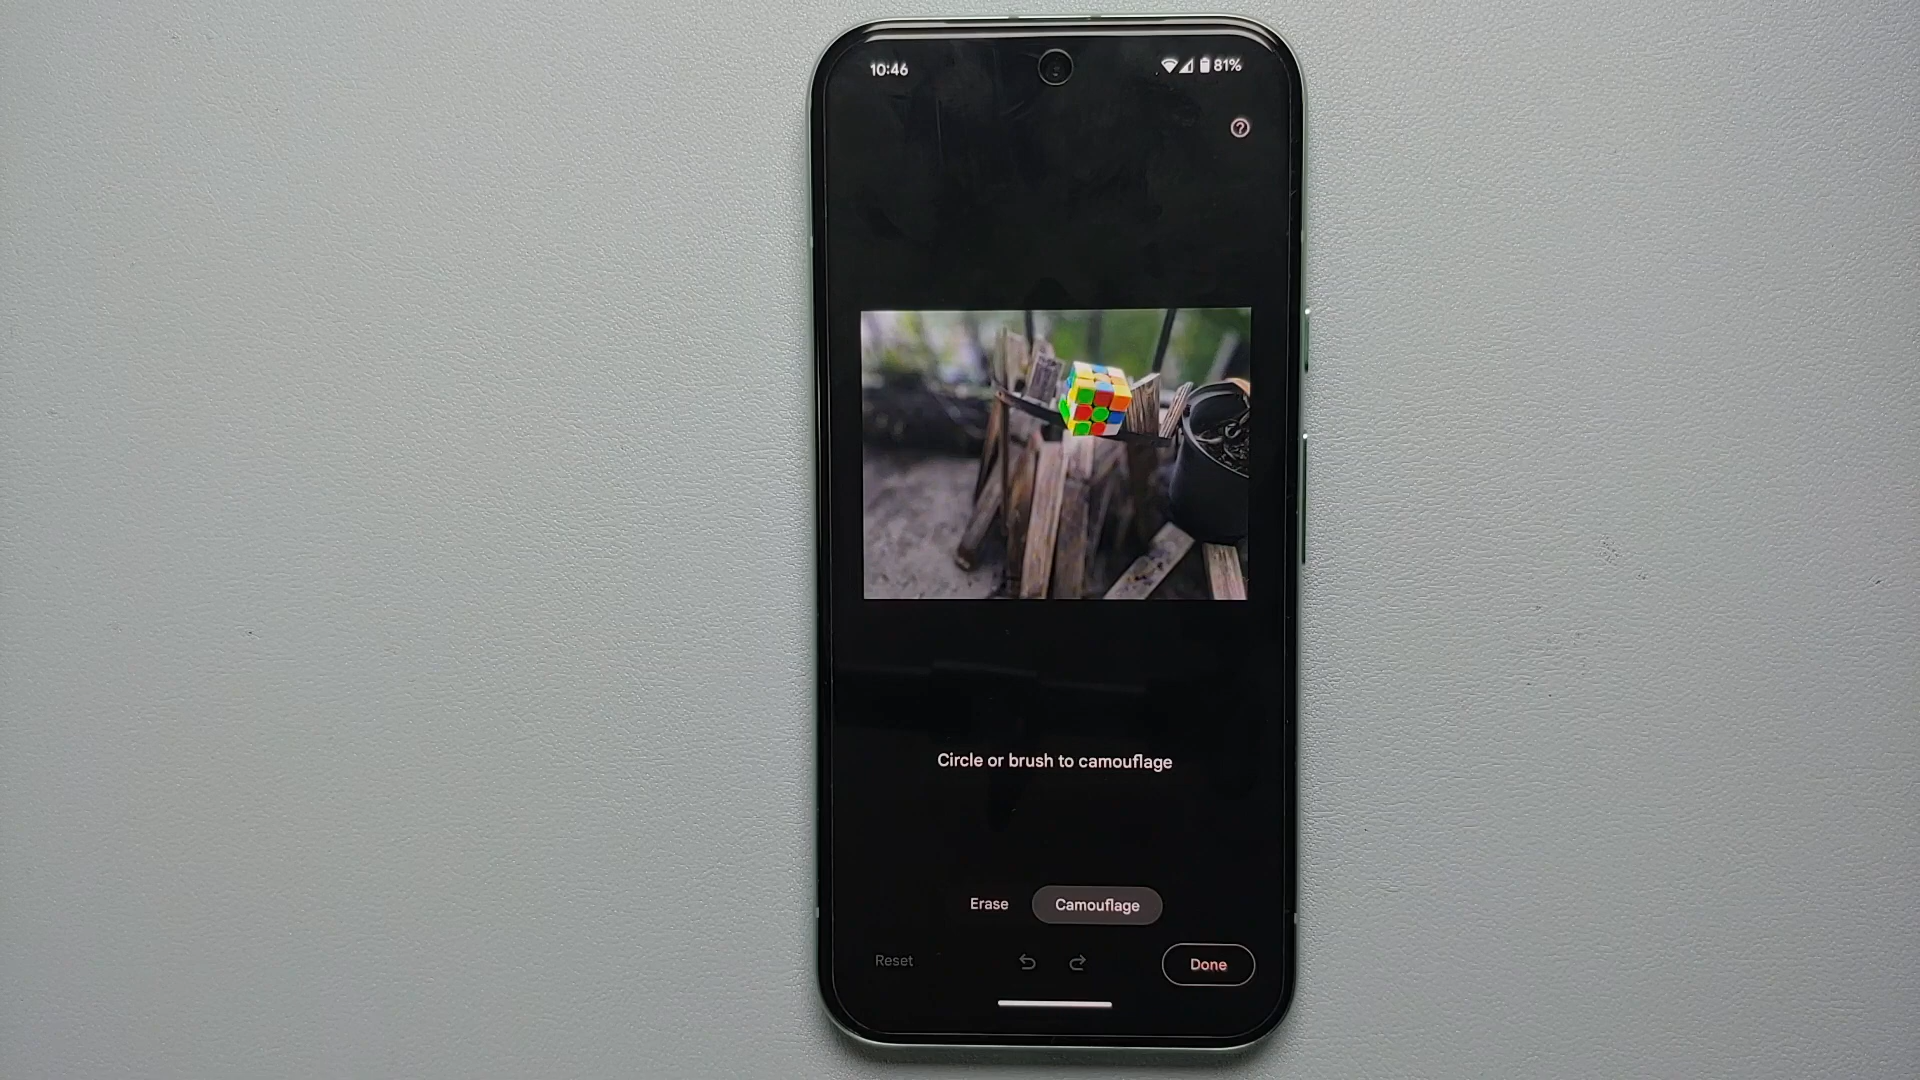 10:46
81%
Circle or brush to camouflage
Erase
Camouflage
Reset
Done